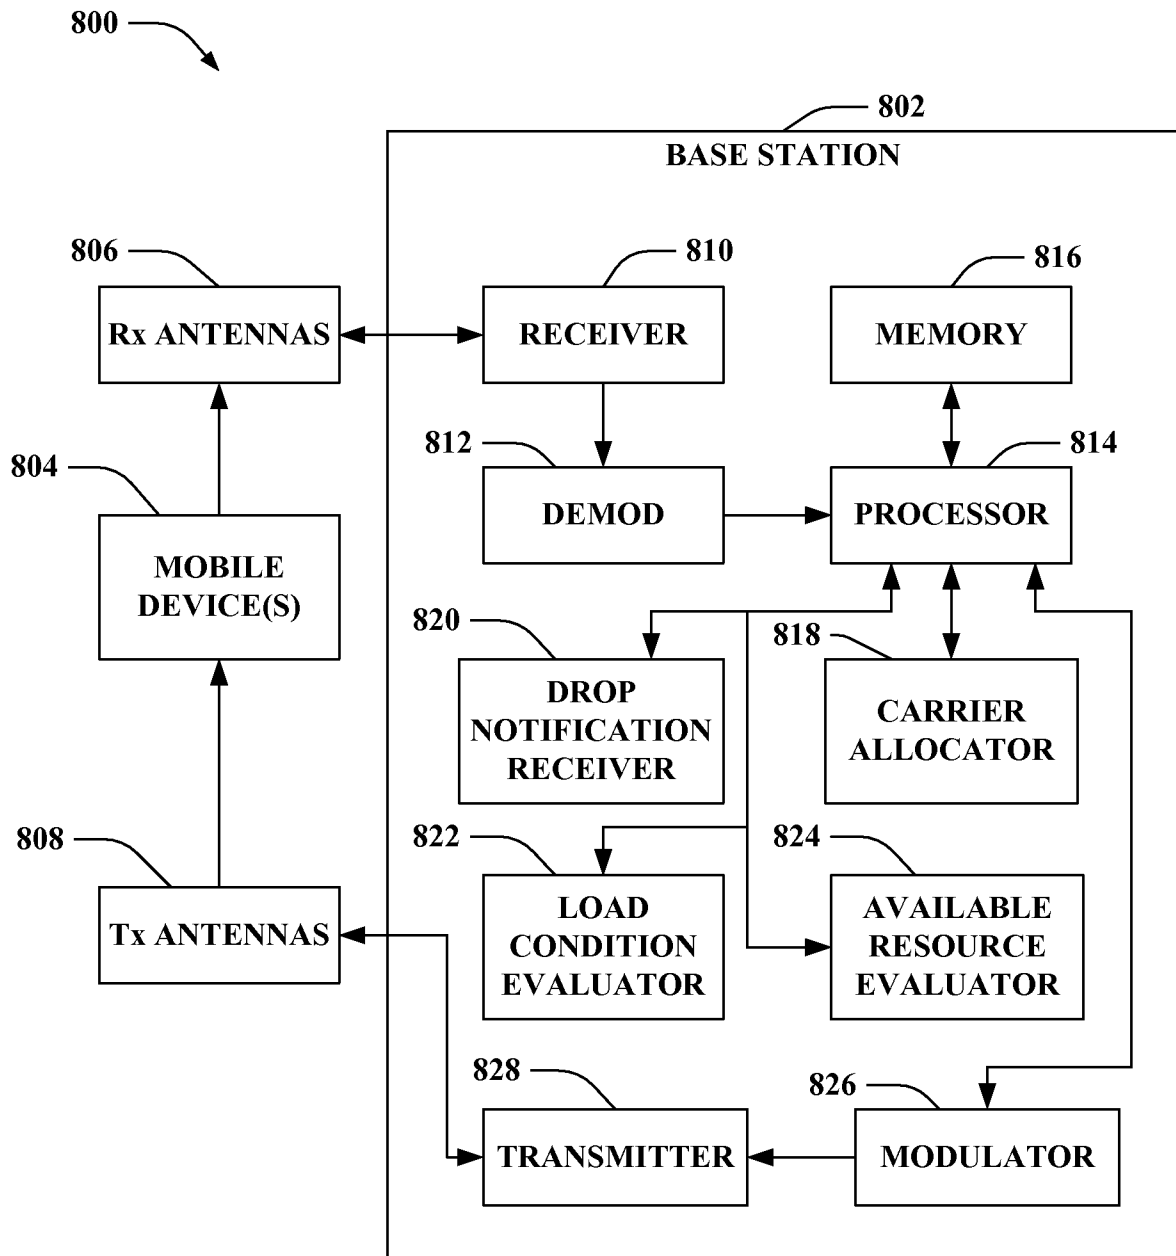 800
802
BASE STATION
806
810
816
Rx ANTENNAS
RECEIVER
MEMORY
804
812
814
MOBILE
DEVICE(S)
DEMOD
PROCESSOR
820
818
DROP
NOTIFICATION
RECEIVER
CARRIER
ALLOCATOR
808
822
824
Tx ANTENNAS
LOAD
CONDITION
EVALUATOR
AVAILABLE
RESOURCE
EVALUATOR
828
826
TRANSMITTER
MODULATOR